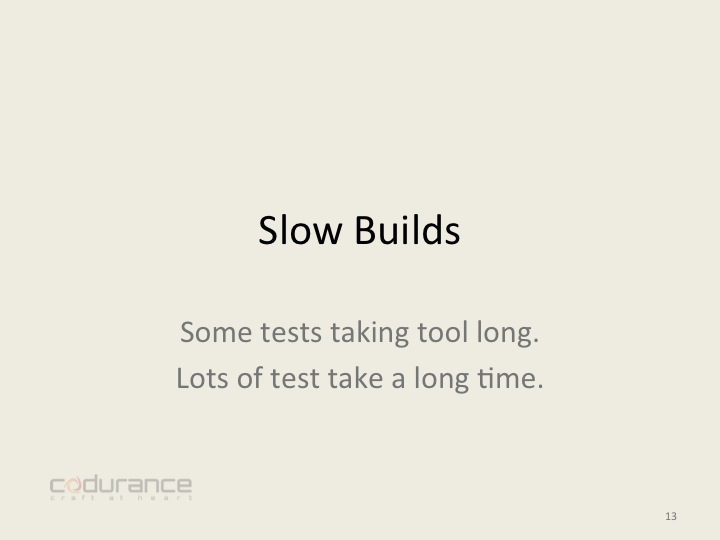 Slow Builds
Some tests taking tool long.
Lots of test take a long time.
codurance
craft at heart
13